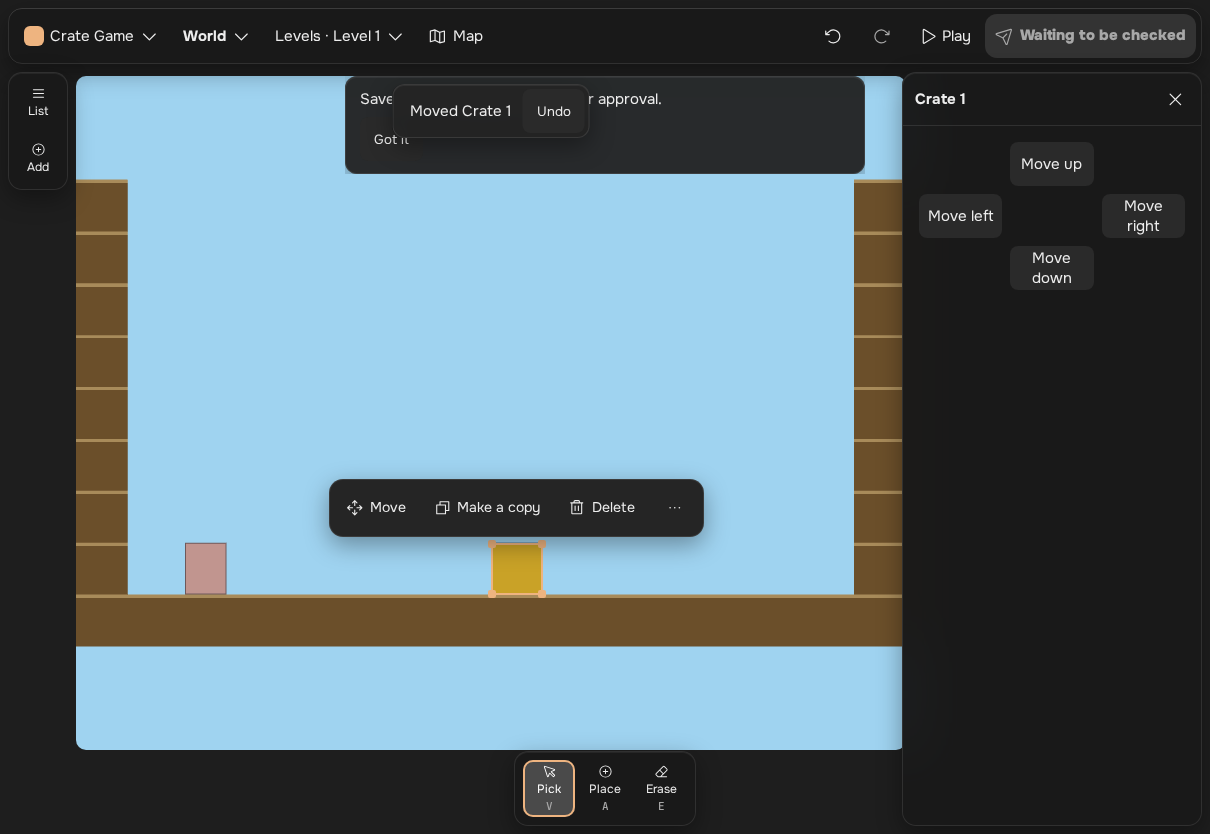 Crate Game
World
Levels · Level 1
Map
Play
Waiting to be checked
List
Add
Save
r approval.
Moved Crate 1
Undo
Got it
Crate 1
Move up
Move left
Move
right
Move
down
Move
Make a copy
Delete
Pick
V
Place
A
Erase
E